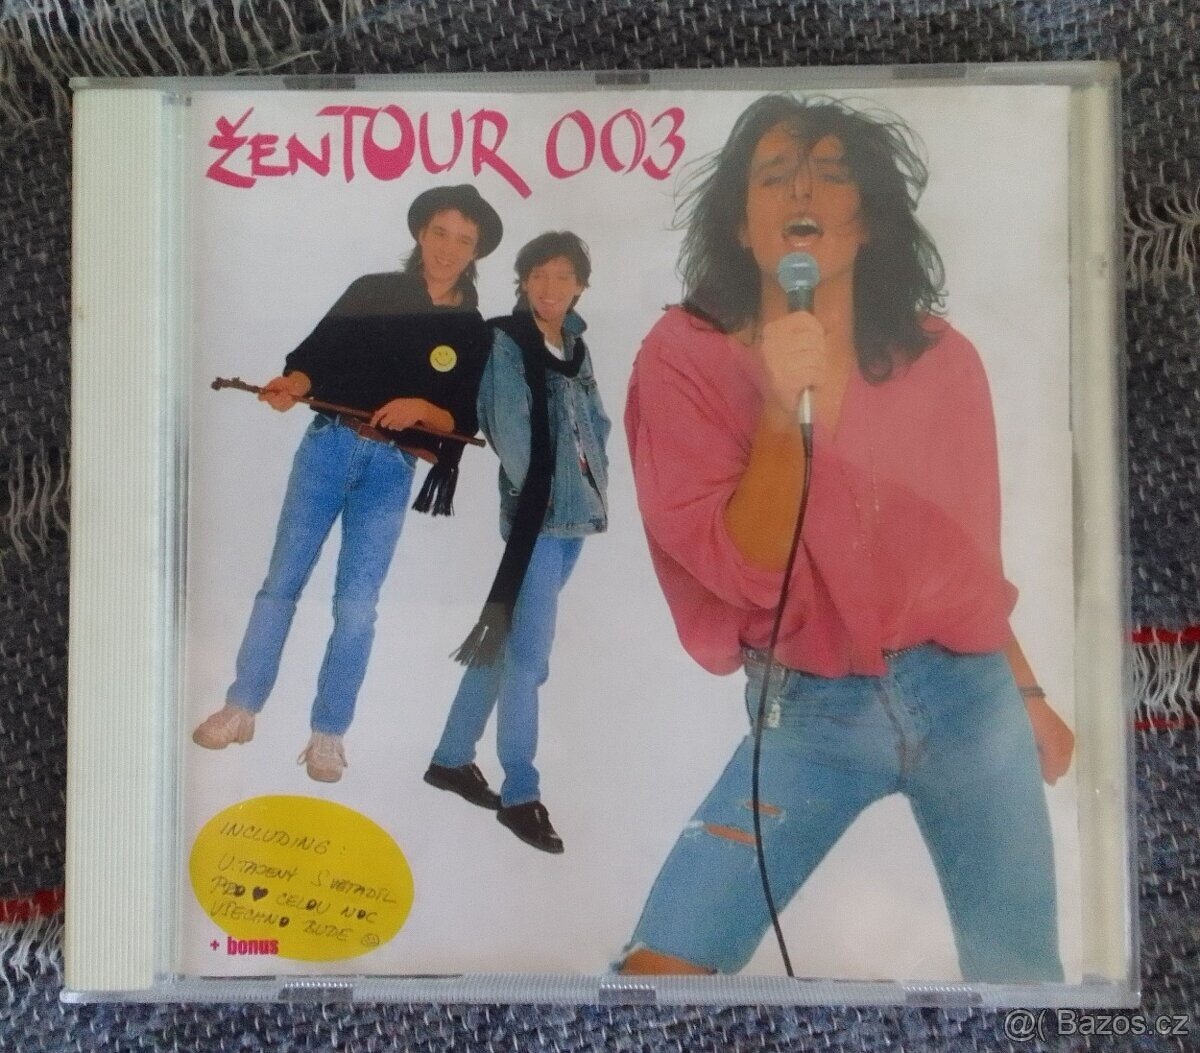 ŽENTOUR 003
INCLUDING:
UTAJENÝ SVĚTADÍL
PRO ♥ CELOU NOC
VŠECHNO BUDE ☺
+ bonus
@( Bazos.cz